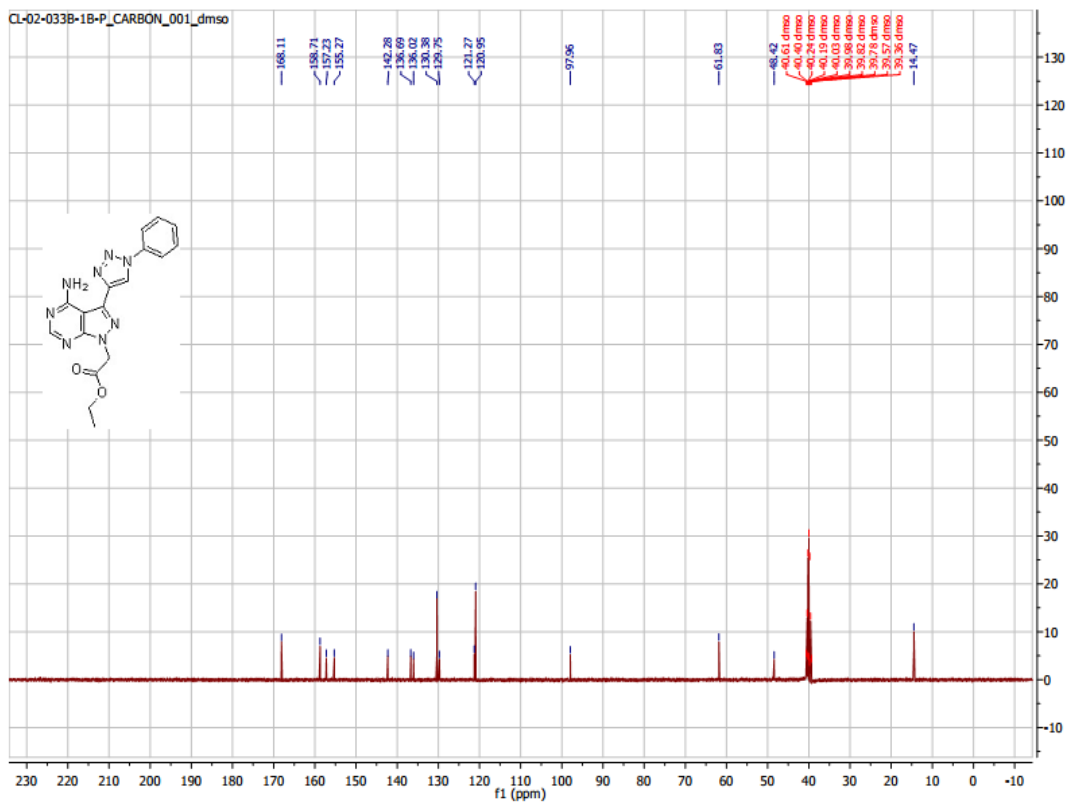 CL-02-033B-1B-P_CARBON_001_dmso
168.11
158.71
157.23
155.27
142.28
136.69
136.02
130.38
129.75
121.27
120.95
97.96
61.83
48.42
40.61 dmso
40.40 dmso
40.24 dmso
40.19 dmso
40.03 dmso
39.98 dmso
39.82 dmso
39.78 dmso
39.57 dmso
39.36 dmso
14.47
130
120
110
100
90
80
70
60
50
40
30
20
10
0
-10
N
N
N
N
NH2
N
N
N
N
O
O
230 220 210 200 190 180 170 160 150 140 130 120 110 100 90 80 70 60 50 40 30 20 10 0 -10
f1 (ppm)